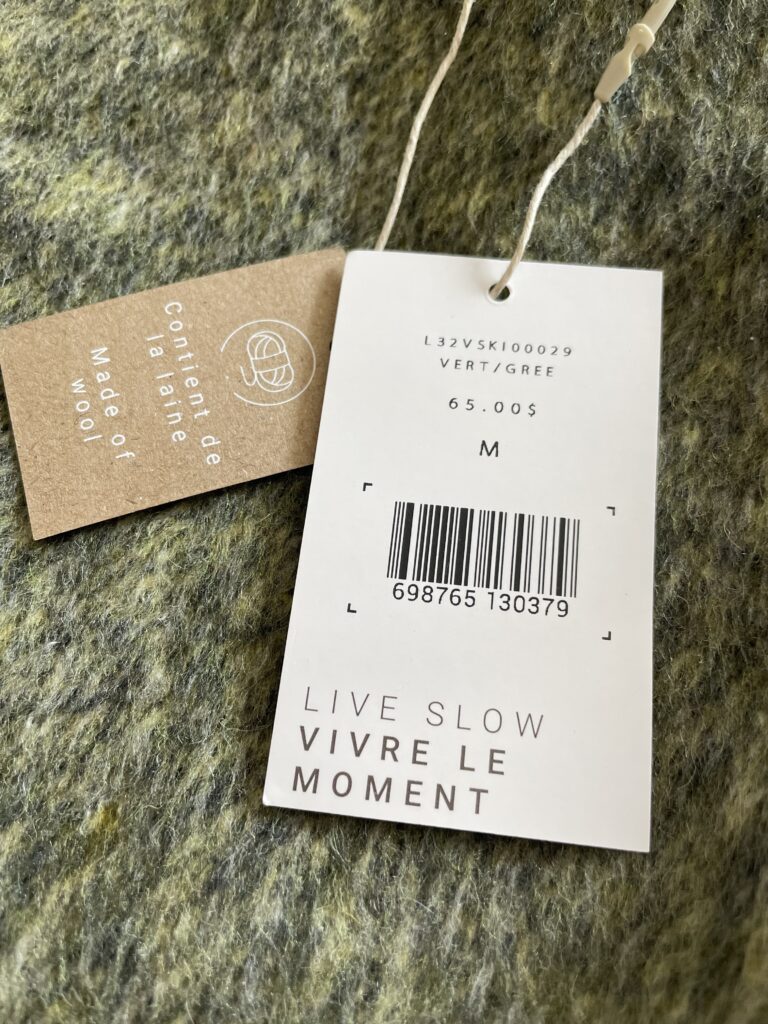 Contient de
la laine
Made of
wool
L32VSKI00029
VERT/GREE
65.00$
M
698765 130379
LIVE SLOW
VIVRE LE
MOMENT